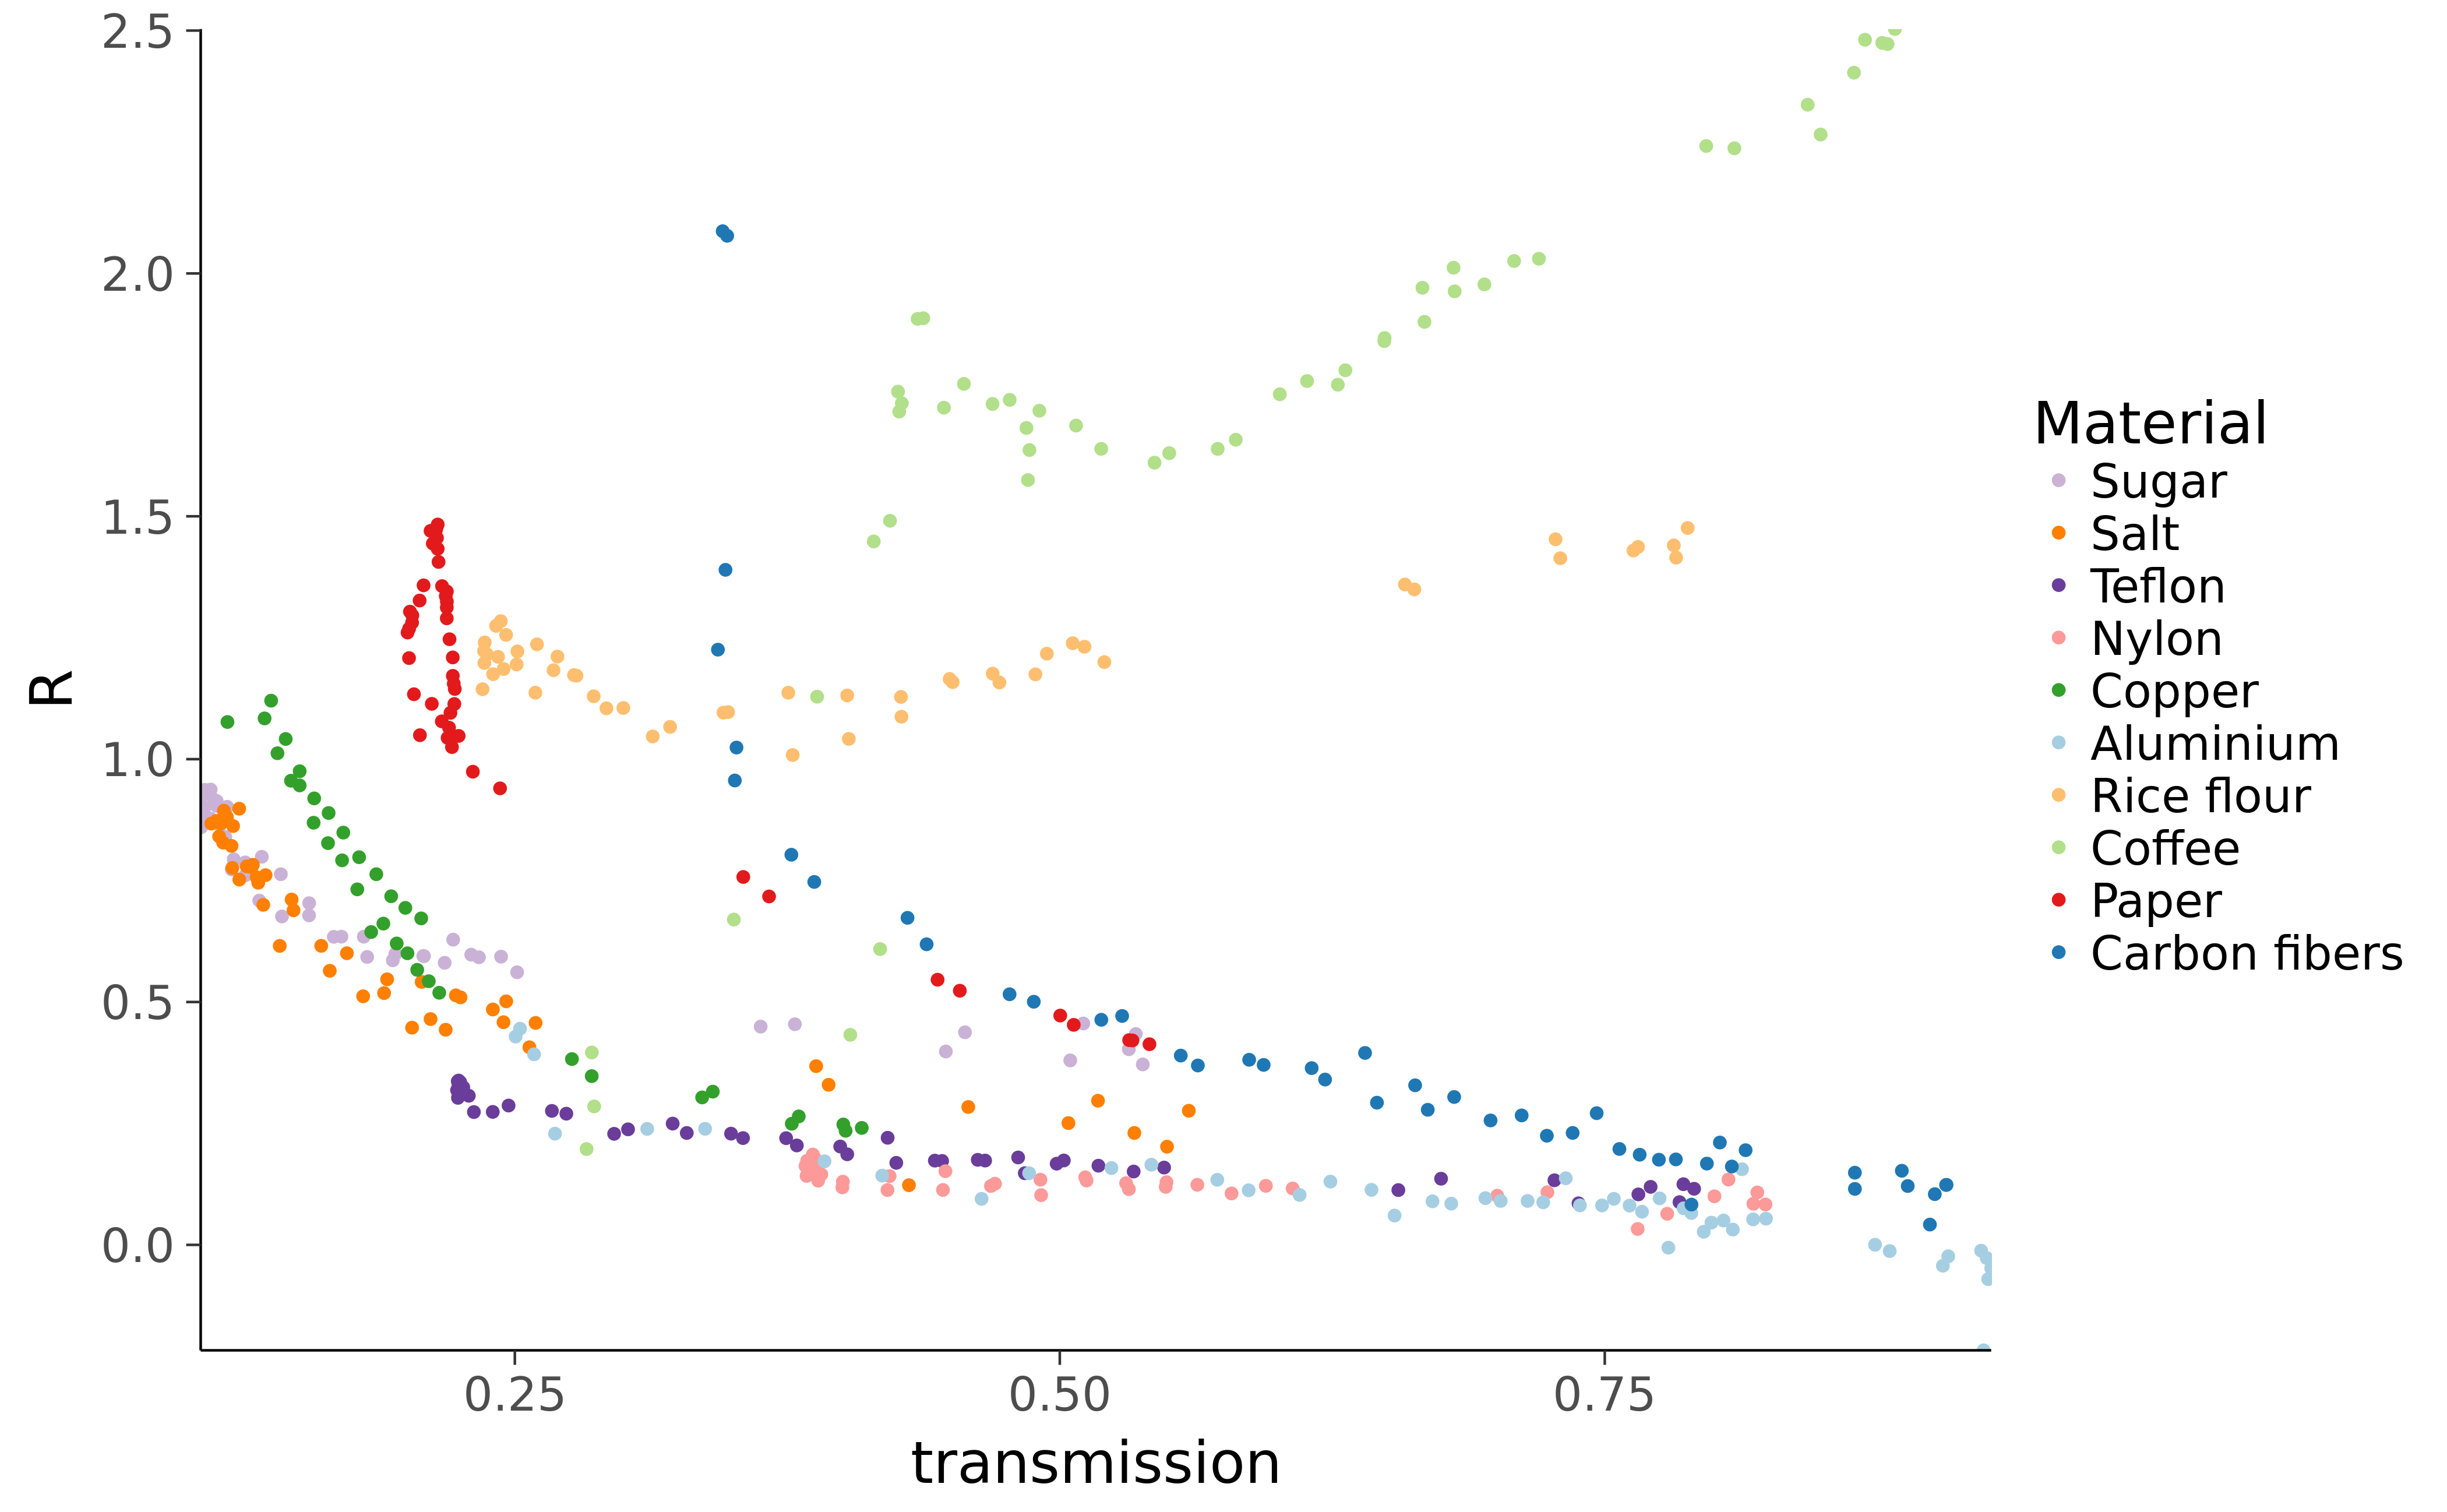 2.5
2.0
1.5
1.0
0.5
0.0
R
0.25 0.50 0.75
transmission
Material
Sugar
Salt
Teflon
Nylon
Copper
Aluminium
Rice flour
Coffee
Paper
Carbon fibers